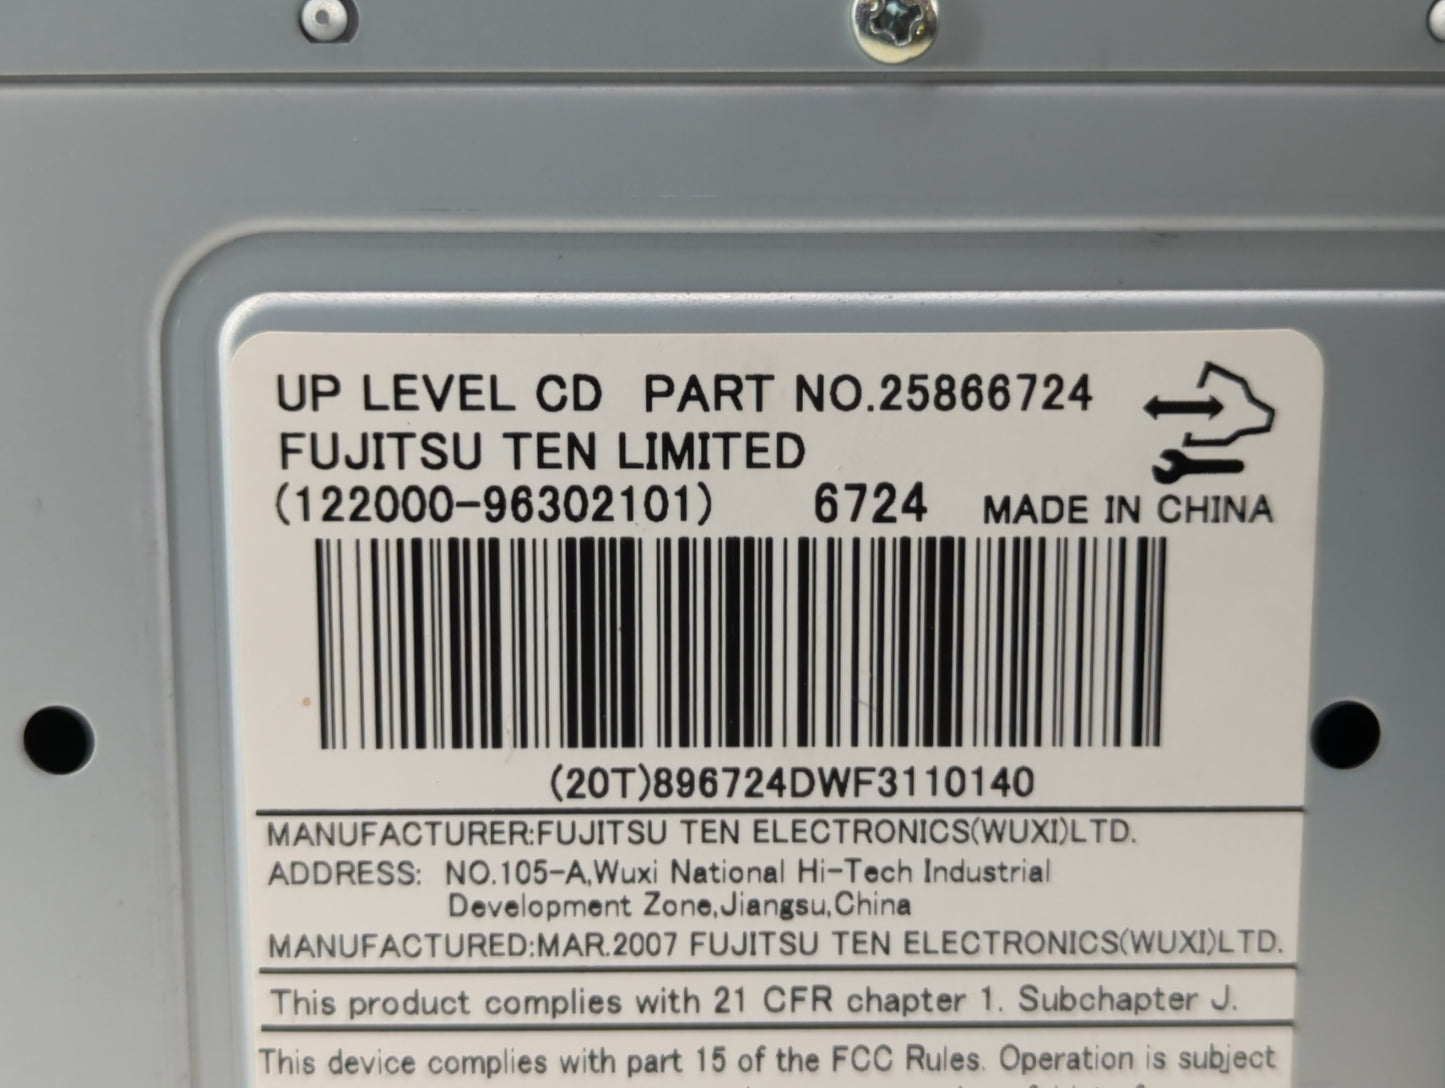 UP LEVEL CD PART NO.25866724
FUJITSU TEN LIMITED
(122000-96302101) 6724 MADE IN CHINA
(20T)896724DWF3110140
MANUFACTURER:FUJITSU TEN ELECTRONICS(WUXI)LTD.
ADDRESS: NO.105-A,Wuxi National Hi-Tech Industrial
Development Zone,Jiangsu,China
MANUFACTURED:MAR.2007 FUJITSU TEN ELECTRONICS(WUXI)LTD.
This product complies with 21 CFR chapter 1. Subchapter J.
This device complies with part 15 of the FCC Rules. Operation is subject